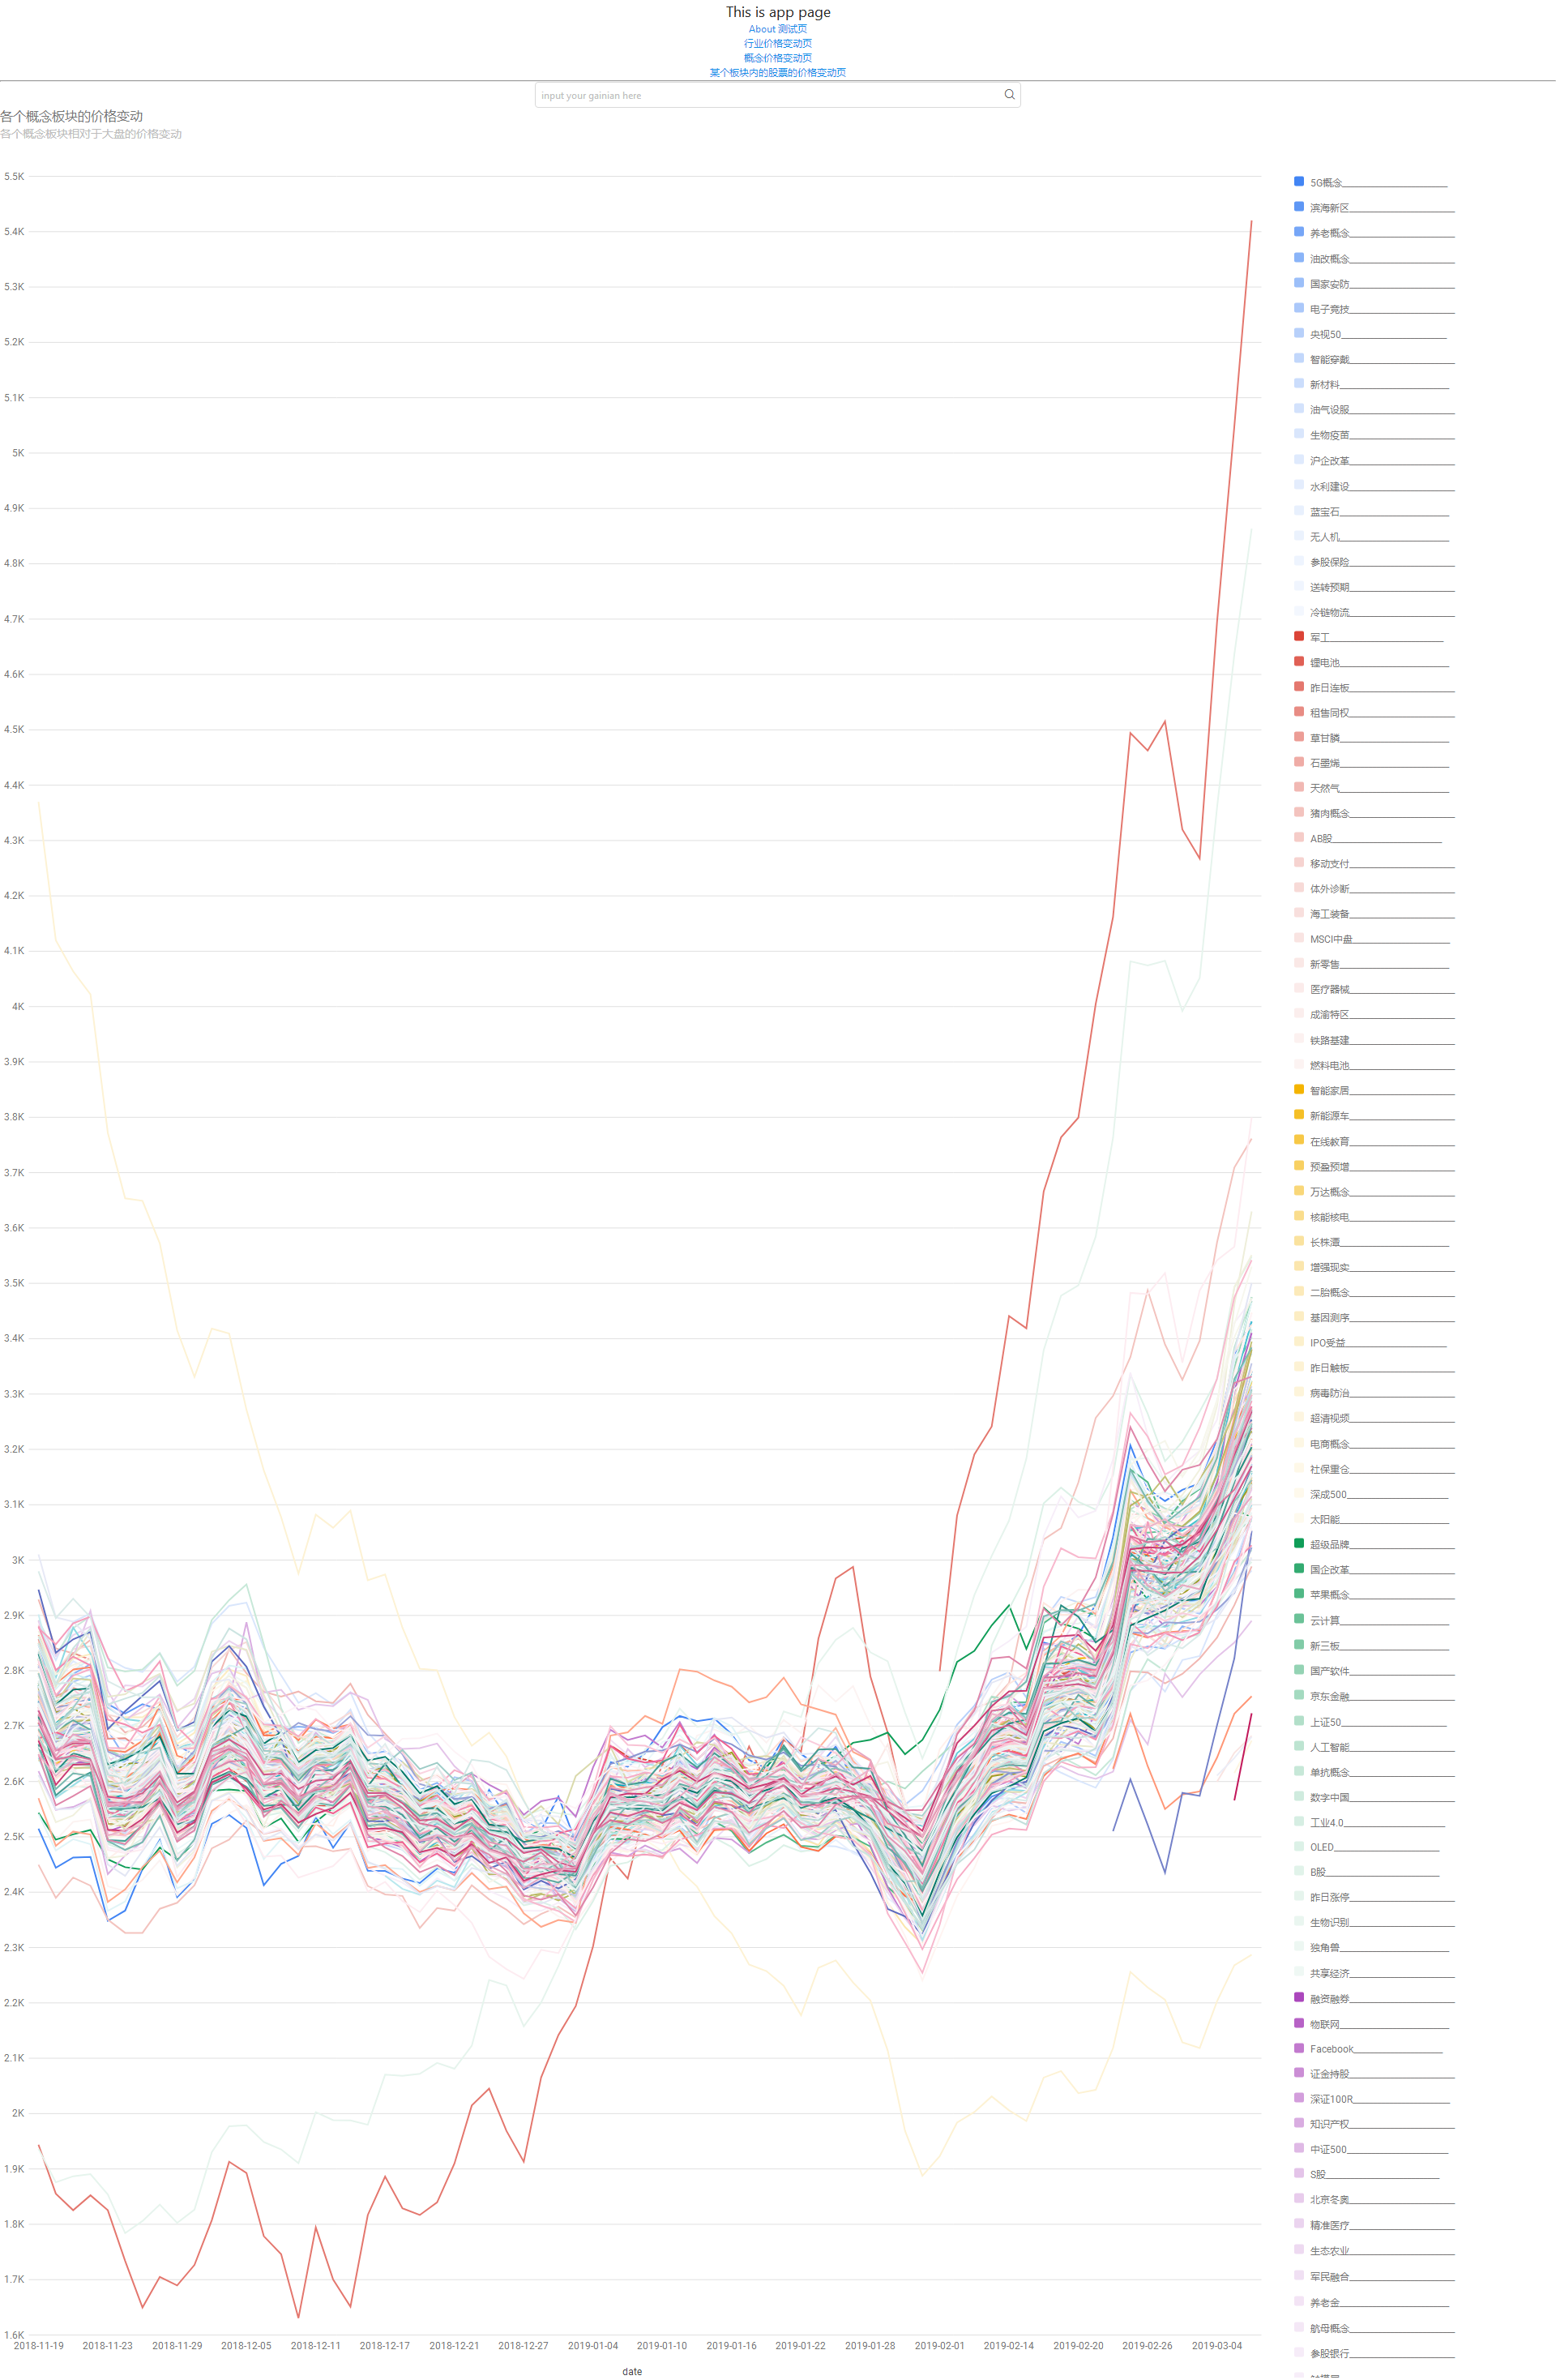 This is app page
About 测试页
行业价格变动页
概念价格变动页
某个板块内的股票的价格变动页
input your gainian here
各个概念板块的价格变动
各个概念板块相对于大盘的价格变动
5.5K
5.4K
5.3K
5.2K
5.1K
5K
4.9K
4.8K
4.7K
4.6K
4.5K
4.4K
4.3K
4.2K
4.1K
4K
3.9K
3.8K
3.7K
3.6K
3.5K
3.4K
3.3K
3.2K
3.1K
3K
2.9K
2.8K
2.7K
2.6K
2.5K
2.4K
2.3K
2.2K
2.1K
2K
1.9K
1.8K
1.7K
1.6K
2018-11-19 2018-11-23 2018-11-29 2018-12-05 2018-12-11 2018-12-17 2018-12-21 2018-12-27 2019-01-04 2019-01-10 2019-01-16 2019-01-22 2019-01-28 2019-02-01 2019-02-14 2019-02-20 2019-02-26 2019-03-04
date
5G概念
滨海新区
养老概念
油改概念
国家安防
电子竞技
央视50
智能穿戴
新材料
油气设服
生物疫苗
沪企改革
水利建设
蓝宝石
无人机
参股保险
送转预期
冷链物流
军工
锂电池
昨日连板
租售同权
草甘膦
石墨烯
天然气
猪肉概念
AB股
移动支付
体外诊断
海工装备
MSCI中盘
新零售
医疗器械
成渝特区
铁路基建
燃料电池
智能家居
新能源车
在线教育
预盈预增
万达概念
核能核电
长株潭
增强现实
二胎概念
基因测序
IPO受益
昨日触板
病毒防治
超清视频
电商概念
社保重仓
深成500
太阳能
超级品牌
国企改革
苹果概念
云计算
新三板
国产软件
京东金融
上证50
人工智能
单抗概念
数字中国
工业4.0
OLED
B股
昨日涨停
生物识别
独角兽
共享经济
融资融券
物联网
Facebook
证金持股
深证100R
知识产权
中证500
S股
北京冬奥
精准医疗
生态农业
军民融合
养老金
航母概念
参股银行